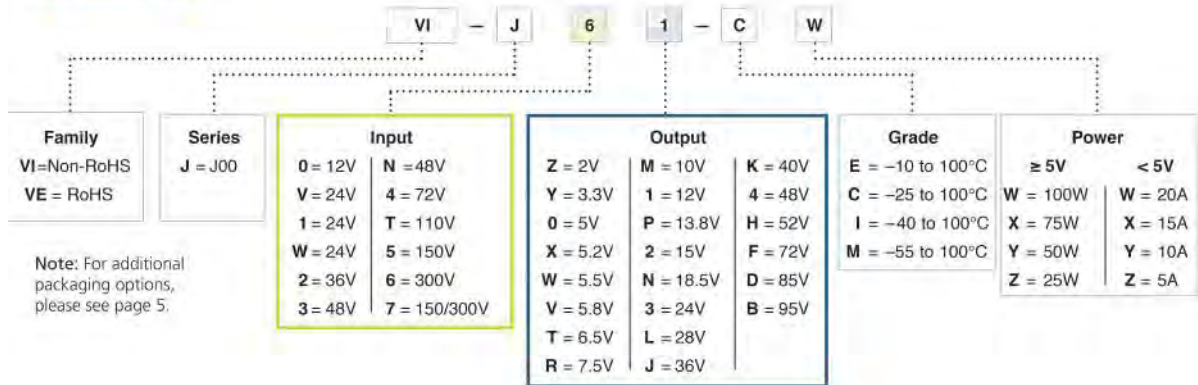 VI – J 6 1 – C W
Family
VI=Non-RoHS
VE = RoHS
Note: For additional
packaging options,
please see page 5.
Series
J = J00
Input
0 = 12V N = 48V
V = 24V 4 = 72V
1 = 24V T = 110V
W = 24V 5 = 150V
2 = 36V 6 = 300V
3 = 48V 7 = 150/300V
Output
Z = 2V M = 10V K = 40V
Y = 3.3V 1 = 12V 4 = 48V
0 = 5V P = 13.8V H = 52V
X = 5.2V 2 = 15V F = 72V
W = 5.5V N = 18.5V D = 85V
V = 5.8V 3 = 24V B = 95V
T = 6.5V L = 28V
R = 7.5V J = 36V
Grade
E = –10 to 100°C
C = –25 to 100°C
I = –40 to 100°C
M = –55 to 100°C
Power
≥ 5V < 5V
W = 100W W = 20A
X = 75W X = 15A
Y = 50W Y = 10A
Z = 25W Z = 5A